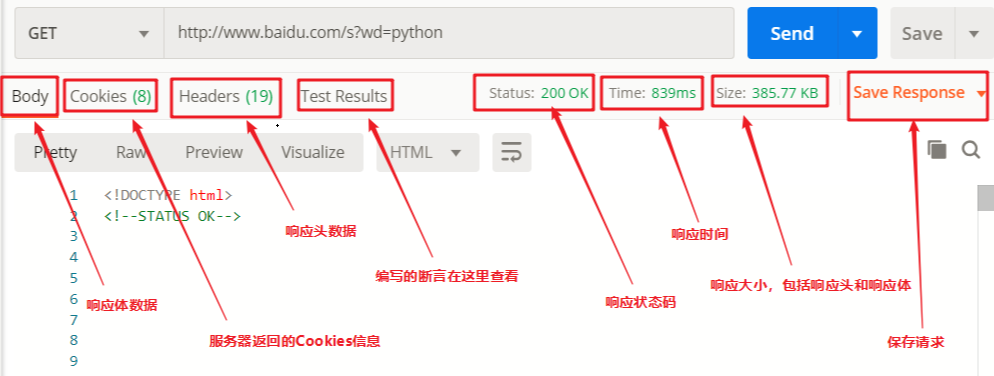 GET http://www.baidu.com/s?wd=python Send Save
Body Cookies (8) Headers (19) Test Results Status: 200 OK Time: 839ms Size: 385.77 KB Save Response
Pretty Raw Preview Visualize HTML
1 <!DOCTYPE html>
2 <!--STATUS OK-->
3
4
5
6
7
8
9
响应头数据
响应时间
编写的断言在这里查看
响应大小，包括响应头和响应体
响应体数据
响应状态码
服务器返回的Cookies信息
保存请求